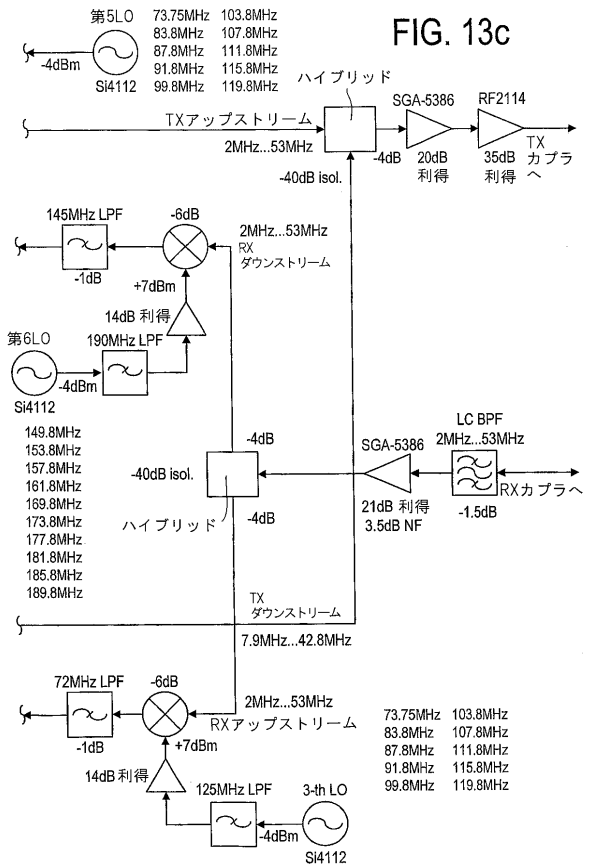 第5LO
-4dBm
Si4112
73.75MHz 103.8MHz
83.8MHz 107.8MHz
87.8MHz 111.8MHz
91.8MHz 115.8MHz
99.8MHz 119.8MHz
FIG. 13c
ハイブリッド
SGA-5386
RF2114
TXアップストリーム
2MHz...53MHz
-4dB
20dB
利得
35dB
利得
TX
カプラ
へ
-40dB isol.
145MHz LPF
-6dB
-1dB
2MHz...53MHz
RX
ダウンストリーム
+7dBm
14dB 利得
第6LO
190MHz LPF
-4dBm
Si4112
149.8MHz
153.8MHz
157.8MHz
161.8MHz
169.8MHz
173.8MHz
177.8MHz
181.8MHz
185.8MHz
189.8MHz
-4dB
-40dB isol.
ハイブリッド
-4dB
SGA-5386
21dB 利得
3.5dB NF
LC BPF
2MHz...53MHz
RXカプラへ
-1.5dB
TX
ダウンストリーム
7.9MHz...42.8MHz
72MHz LPF
-6dB
-1dB
2MHz...53MHz
RXアップストリーム
+7dBm
14dB 利得
125MHz LPF
3-th LO
-4dBm
Si4112
73.75MHz 103.8MHz
83.8MHz 107.8MHz
87.8MHz 111.8MHz
91.8MHz 115.8MHz
99.8MHz 119.8MHz